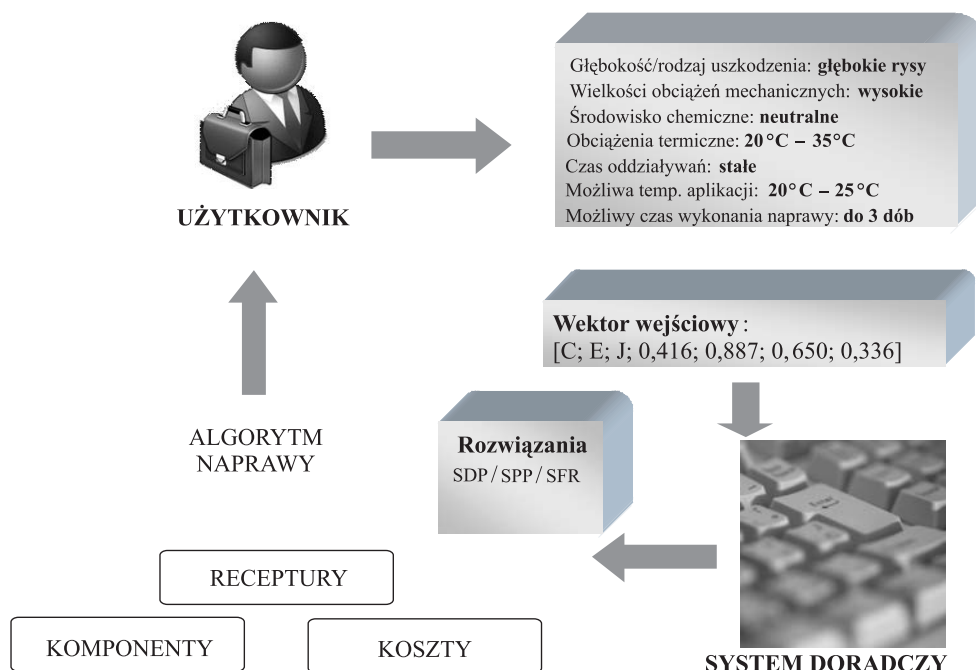 Głębokość/rodzaj uszkodzenia: głębokie rysy
Wielkości obciążeń mechanicznych: wysokie
Środowisko chemiczne: neutralne
Obciążenia termiczne: 20°C – 35°C
Czas oddziaływań: stałe
Możliwa temp. aplikacji: 20°C – 25°C
Możliwy czas wykonania naprawy: do 3 dób
UŻYTKOWNIK
Wektor wejściowy:
[C; E; J; 0,416; 0,887; 0,650; 0,336]
ALGORYTM
NAPRAWY
Rozwiązania
SDP/SPP/SFR
Enter
RECEPTURY
KOMPONENTY
KOSZTY
SYSTEM DORADCZY